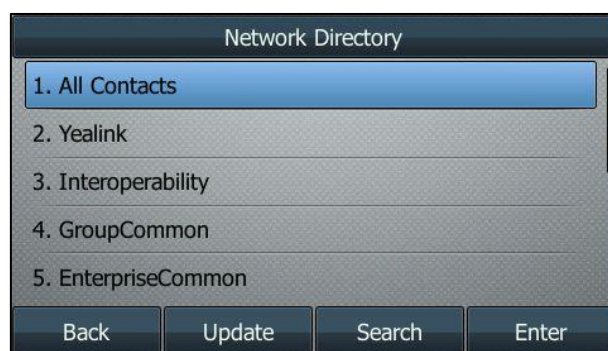 Network Directory
1. All Contacts
2. Yealink
3. Interoperability
4. GroupCommon
5. EnterpriseCommon
Back Update Search Enter